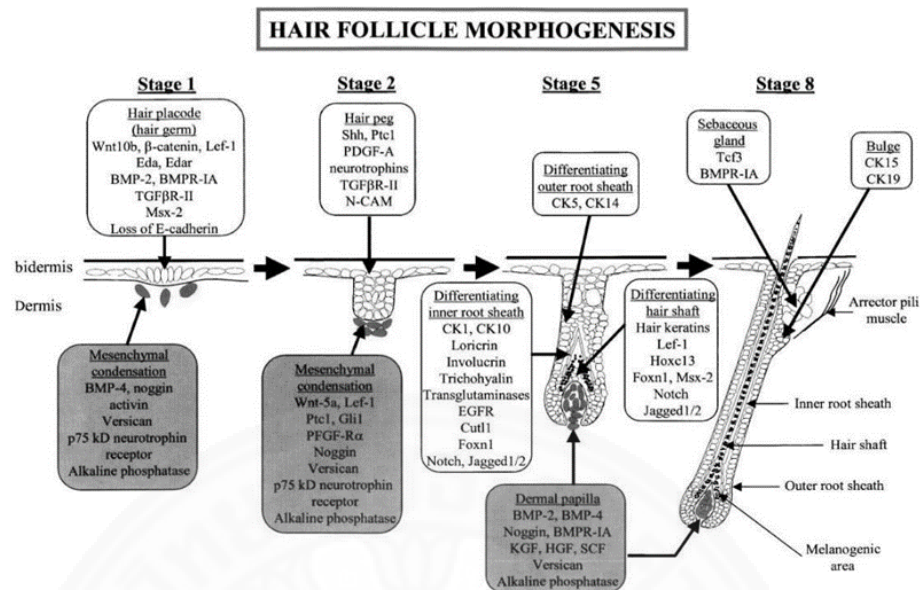 HAIR FOLLICLE MORPHOGENESIS
Stage 1
Hair placode
(hair germ)
Wnt10b, β-catenin, Lef-1
Eda, Edar
BMP-2, BMPR-IA
TGFβR-II
Msx-2
Loss of E-cadherin
bidermis
Dermis
Mesenchymal
condensation
BMP-4, noggin
activin
Versican
p75 kD neurotrophin
receptor
Alkaline phosphatase
Stage 2
Hair peg
Shh, Ptc1
PDGF-A
neurotrophins
TGFβR-II
N-CAM
Mesenchymal
condensation
Wnt-5a, Lef-1
Ptc1, Gli1
PFGF-Rα
Noggin
Versican
p75 kD neurotrophin
receptor
Alkaline phosphatase
Stage 5
Differentiating
outer root sheath
CK5, CK14
Differentiating
inner root sheath
CK1, CK10
Loricrin
Involucrin
Trichohyalin
Transglutaminases
EGFR
Cutl1
Foxn1
Notch, Jagged1/2
Differentiating
hair shaft
Hair keratins
Lef-1
Hoxc13
Foxn1, Msx-2
Notch
Jagged1/2
Dermal papilla
BMP-2, BMP-4
Noggin, BMPR-IA
KGF, HGF, SCF
Versican
Alkaline phosphatase
Stage 8
Sebaceous
gland
Tcf3
BMPR-IA
Bulge
CK15
CK19
Arrector pili
muscle
Inner root sheath
Hair shaft
Outer root sheath
Melanogenic
area